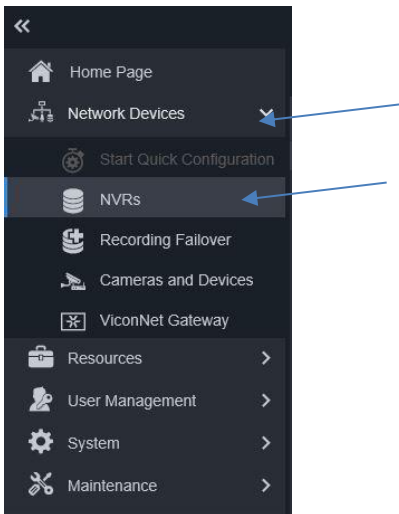 Home Page
Network Devices
Start Quick Configuration
NVRs
Recording Failover
Cameras and Devices
ViconNet Gateway
Resources
User Management
System
Maintenance